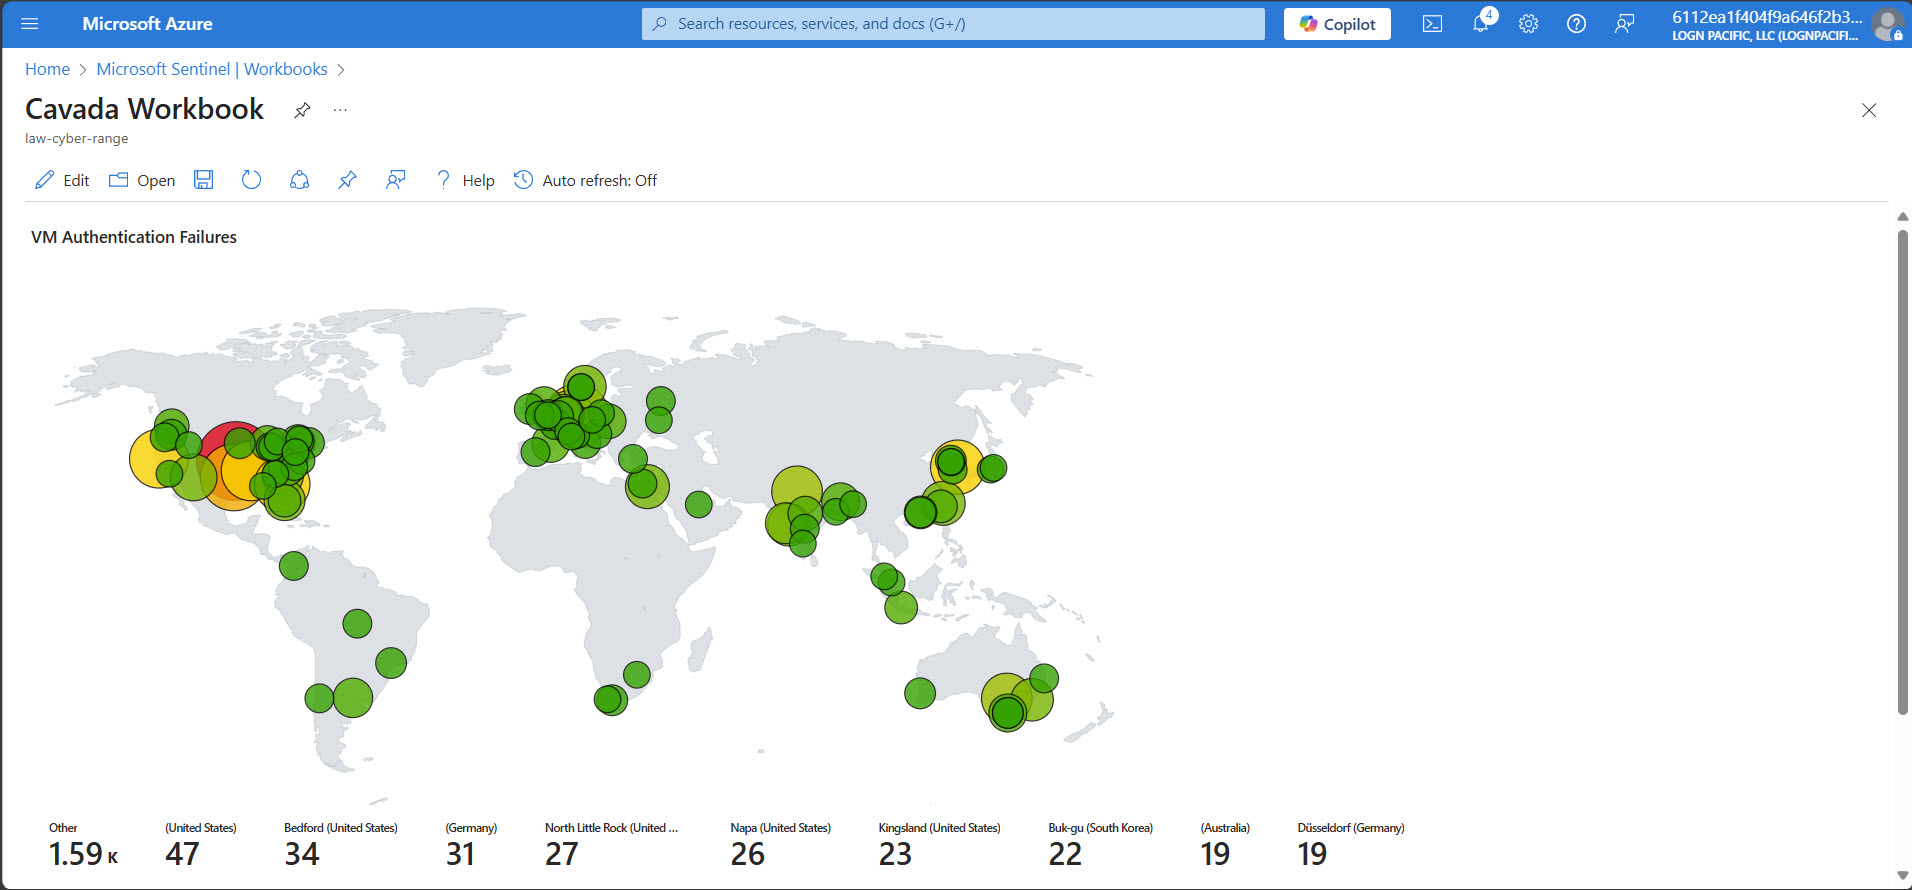 Microsoft Azure
Search resources, services, and docs (G+/)
Copilot
4
6112ea1f404f9a646f2b3...
LOGN PACIFIC, LLC (LOGNPACIFI...
Home > Microsoft Sentinel | Workbooks >
Cavada Workbook
...
law-cyber-range
Edit Open ? Help Auto refresh: Off
VM Authentication Failures
Other
1.59 K
(United States)
47
Bedford (United States)
34
(Germany)
31
North Little Rock (United ...
27
Napa (United States)
26
Kingsland (United States)
23
Buk-gu (South Korea)
22
(Australia)
19
Düsseldorf (Germany)
19